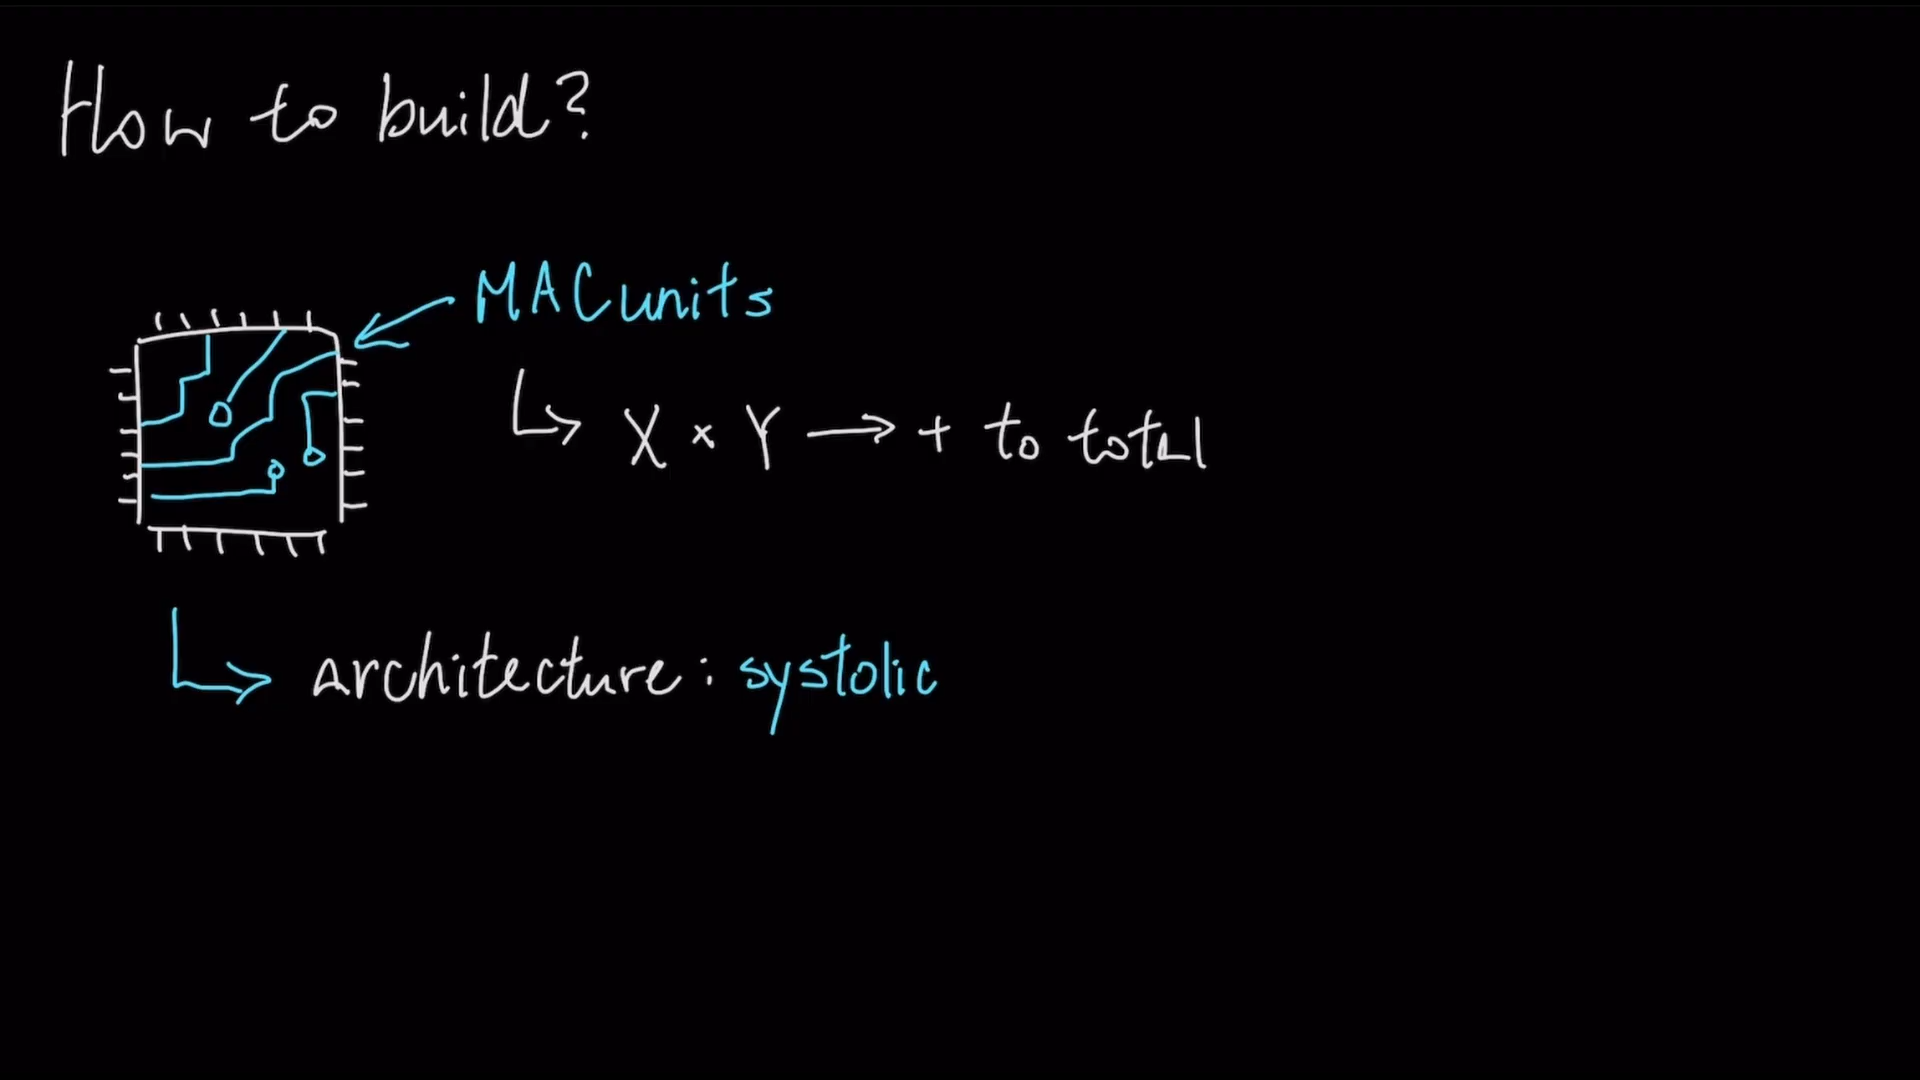 How to build?
MAC units
X × Y → + to total
architecture: systolic